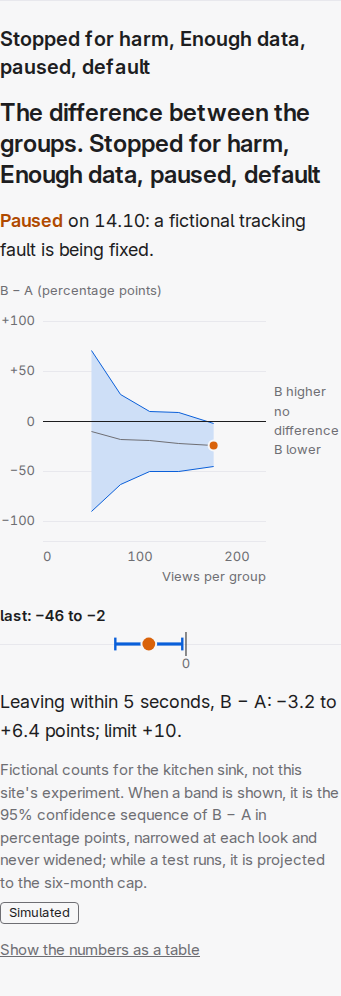 Stopped for harm, Enough data,
paused, default
The difference between the
groups. Stopped for harm,
Enough data, paused, default
Paused on 14.10: a fictional tracking
fault is being fixed.
B − A (percentage points)
+100
+50
0
−50
−100
B higher
no
difference
B lower
0 100 200
Views per group
last: −46 to −2
0
Leaving within 5 seconds, B − A: −3.2 to
+6.4 points; limit +10.
Fictional counts for the kitchen sink, not this
site's experiment. When a band is shown, it is the
95% confidence sequence of B − A in
percentage points, narrowed at each look and
never widened; while a test runs, it is projected
to the six-month cap.
Simulated
Show the numbers as a table